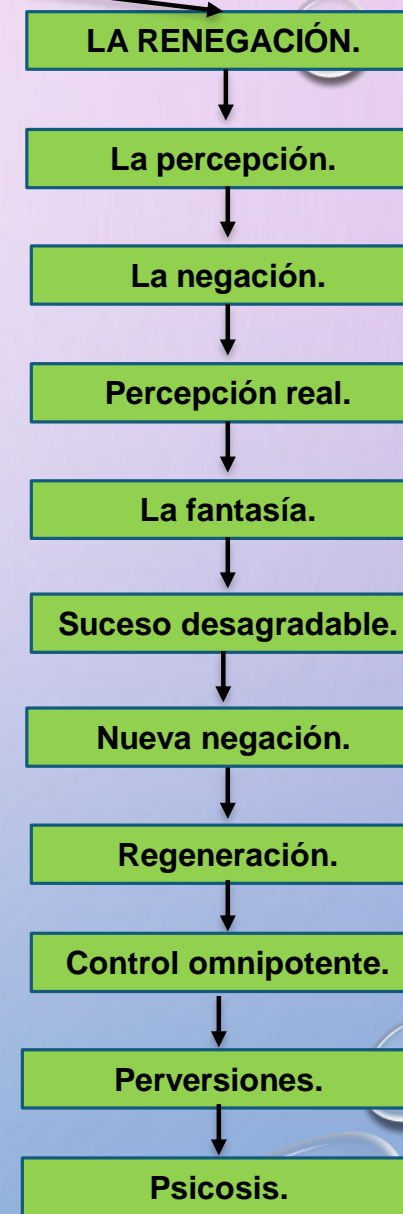 LA RENEGACIÓN.
La percepción.
La negación.
Percepción real.
La fantasía.
Suceso desagradable.
Nueva negación.
Regeneración.
Control omnipotente.
Perversiones.
Psicosis.